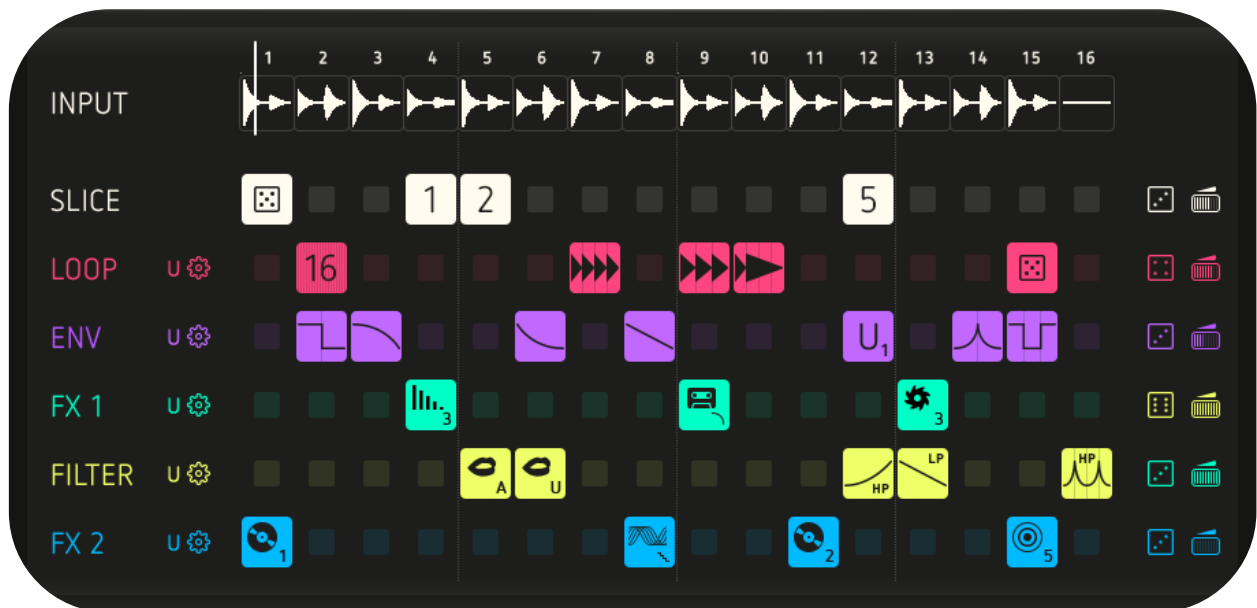 1 2 3 4 5 6 7 8 9 10 11 12 13 14 15 16
INPUT
SLICE 1 2 5
LOOP U 16
ENV U U1
FX 1 U 3 3
FILTER U A U HP LP HP
FX 2 U 1 2 5